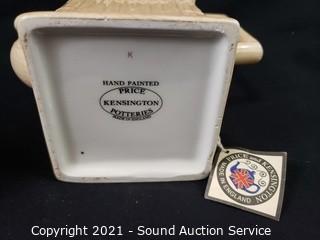 K
HAND PAINTED
PRICE
KENSINGTON
POTTERIES
MADE IN ENGLAND
PRICE and KENSINGTON
MADE IN ENGLAND
Copyright 2021 - Sound Auction Service